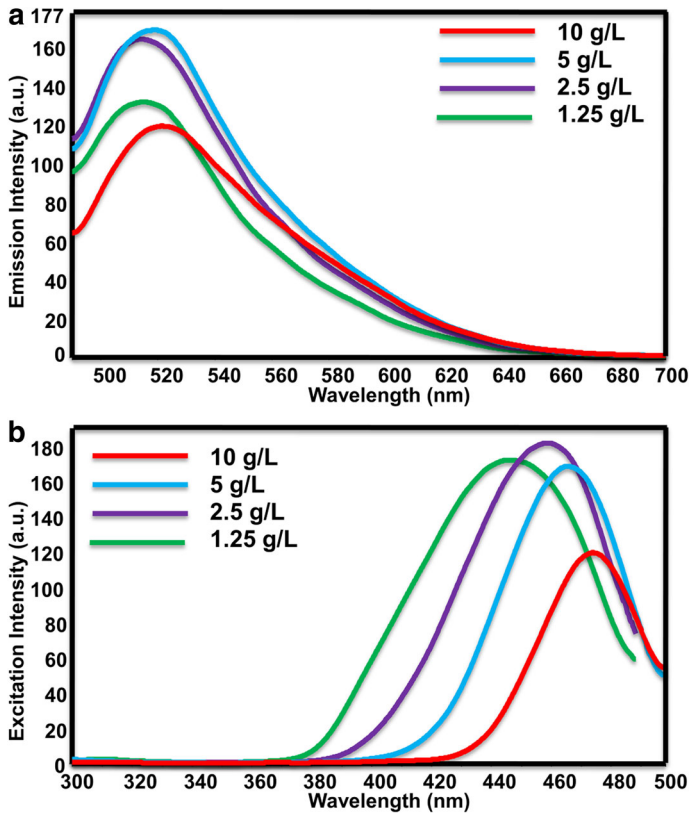 a
177
160
140
120
100
80
60
40
20
0
Emission Intensity (a.u.)
10 g/L
5 g/L
2.5 g/L
1.25 g/L
500 520 540 560 580 600 620 640 660 680 700
Wavelength (nm)
b
180
160
140
120
100
80
60
40
20
0
Excitation Intensity (a.u.)
10 g/L
5 g/L
2.5 g/L
1.25 g/L
300 320 340 360 380 400 420 440 460 480 500
Wavelength (nm)